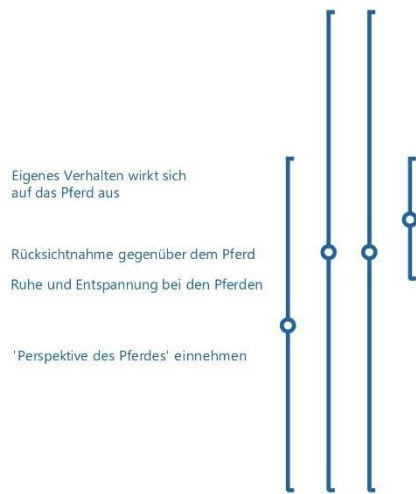 Eigenes Verhalten wirkt sich
auf das Pferd aus
Rücksichtnahme gegenüber dem Pferd
Ruhe und Entspannung bei den Pferden
'Perspektive des Pferdes' einnehmen